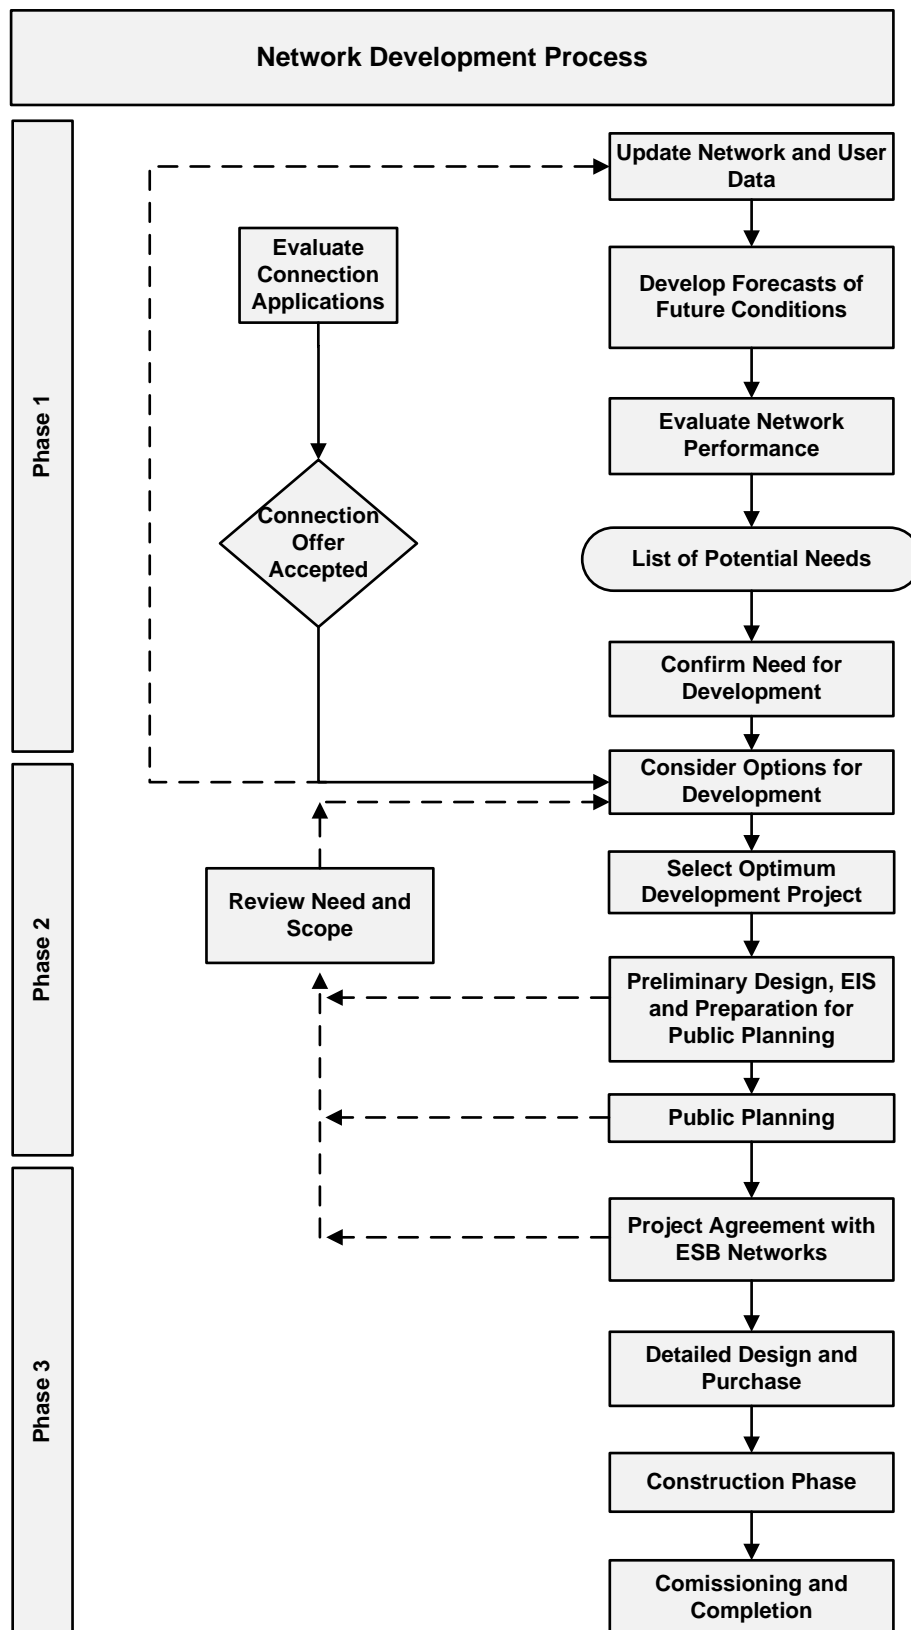 Network Development Process
Phase 1
Update Network and User
Data
Evaluate
Connection
Applications
Develop Forecasts of
Future Conditions
Evaluate Network
Performance
Connection
Offer
Accepted
List of Potential Needs
Confirm Need for
Development
Phase 2
Consider Options for
Development
Select Optimum
Development Project
Review Need and
Scope
Preliminary Design, EIS
and Preparation for
Public Planning
Public Planning
Phase 3
Project Agreement with
ESB Networks
Detailed Design and
Purchase
Construction Phase
Comissioning and
Completion